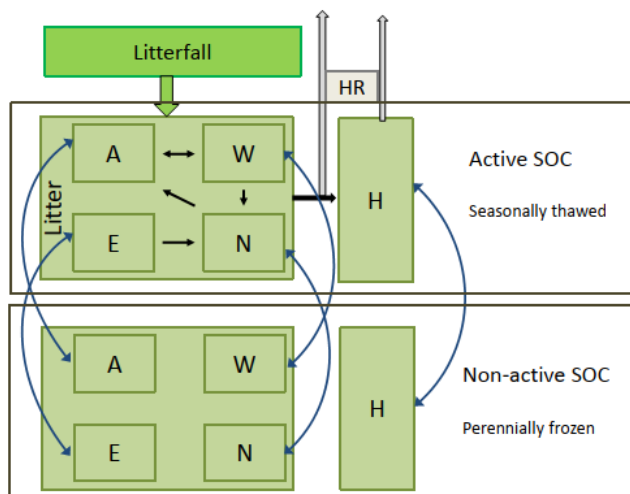 Litterfall
HR
A
W
Litter
E
N
H
Active SOC
Seasonally thawed
A
W
E
N
H
Non-active SOC
Perennially frozen